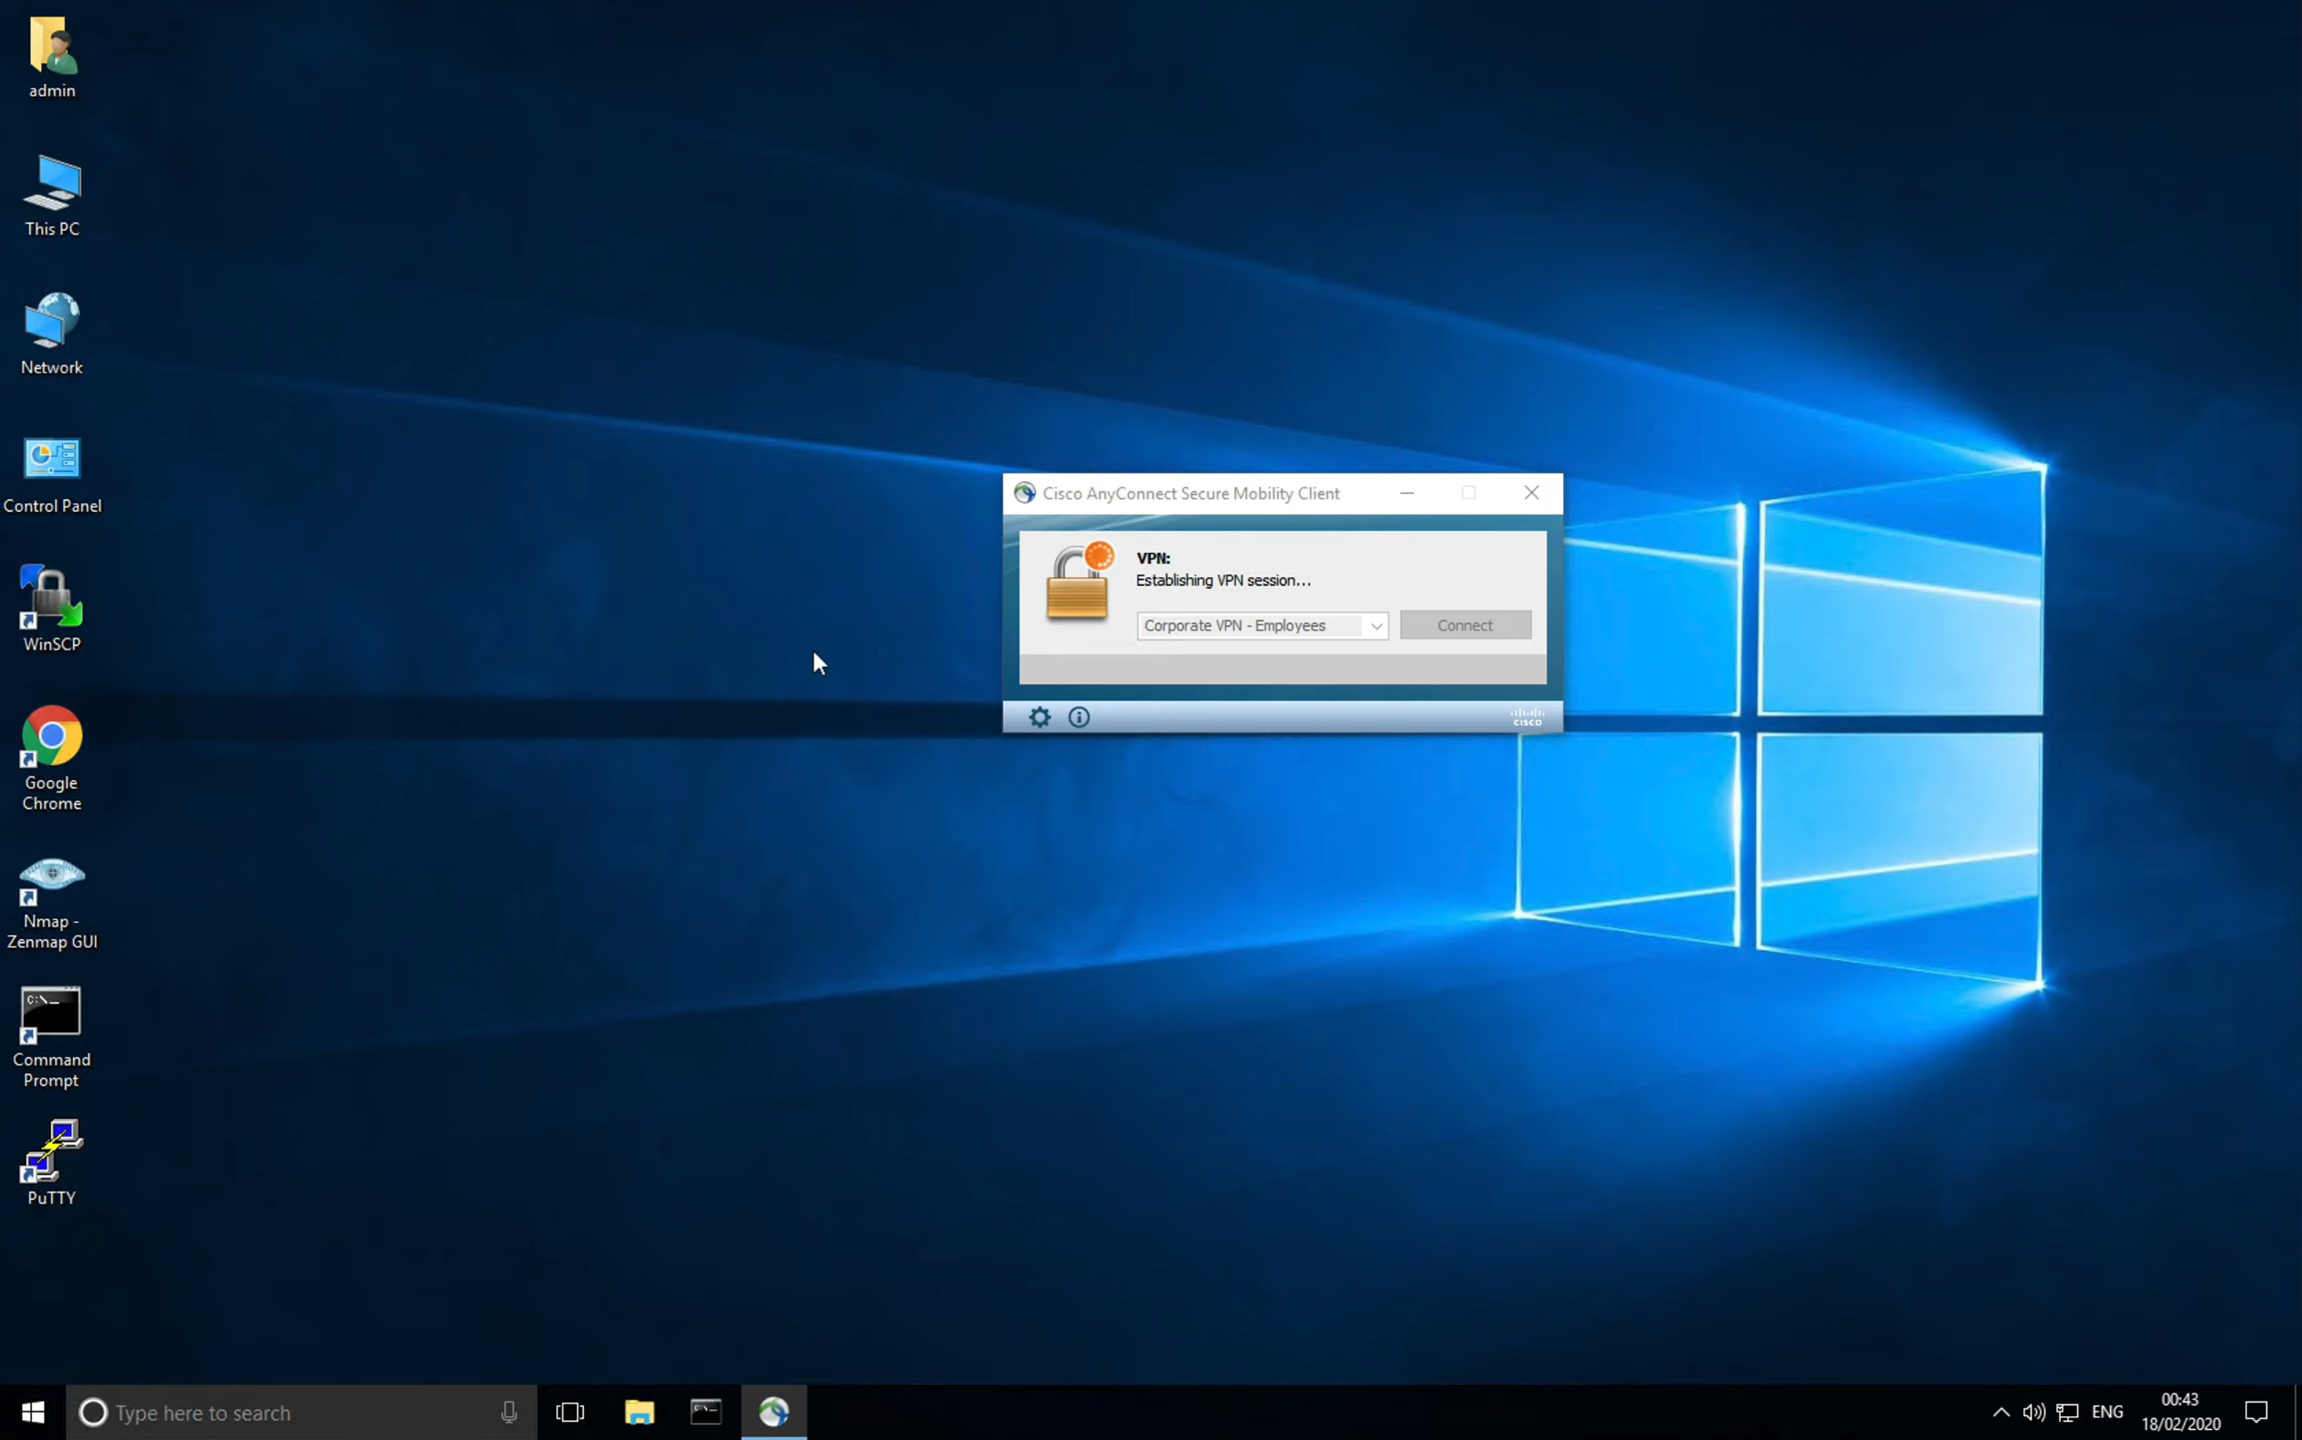 admin
This PC
Network
Control Panel
WinSCP
Google
Chrome
Nmap -
Zenmap GUI
C:\._
Command
Prompt
PuTTY
Cisco AnyConnect Secure Mobility Client
VPN:
Establishing VPN session...
Corporate VPN - Employees
Connect
CISCO
Type here to search
ENG
00:43
18/02/2020